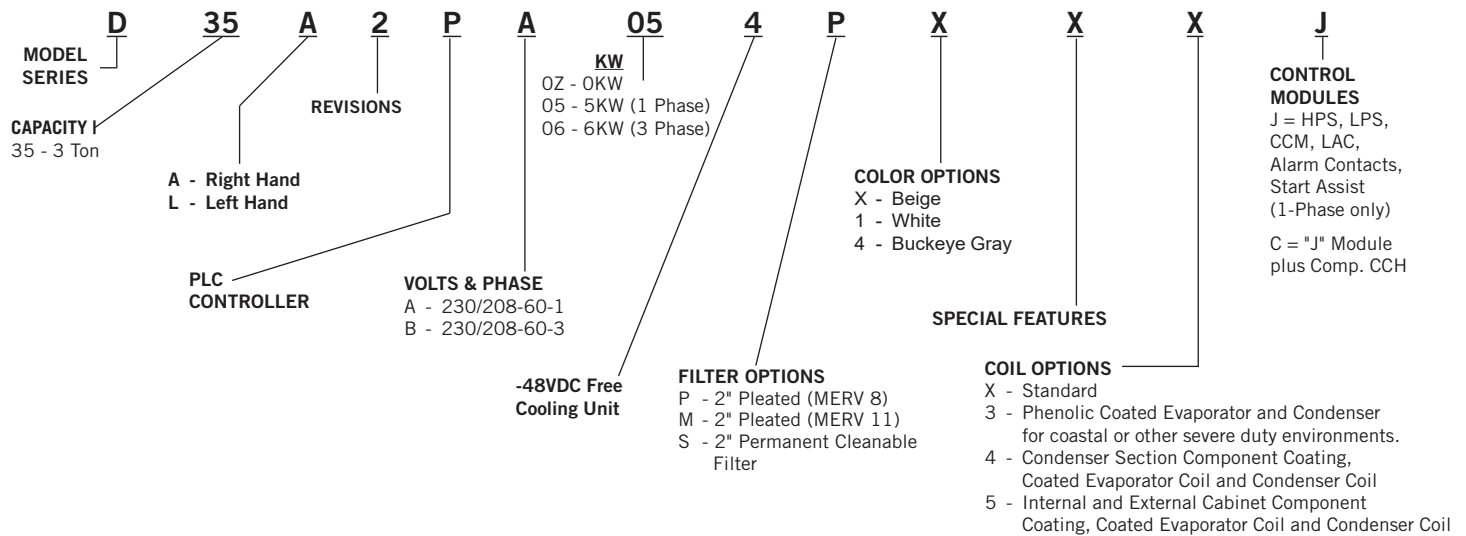 D 35 A 2 P A 05 4 P X X X J
MODEL
SERIES
CAPACITY
35 - 3 Ton
A - Right Hand
L - Left Hand
REVISIONS
PLC
CONTROLLER
VOLTS & PHASE
A - 230/208-60-1
B - 230/208-60-3
KW
0Z - 0KW
05 - 5KW (1 Phase)
06 - 6KW (3 Phase)
-48VDC Free
Cooling Unit
FILTER OPTIONS
P - 2" Pleated (MERV 8)
M - 2" Pleated (MERV 11)
S - 2" Permanent Cleanable
Filter
COLOR OPTIONS
X - Beige
1 - White
4 - Buckeye Gray
SPECIAL FEATURES
COIL OPTIONS
X - Standard
3 - Phenolic Coated Evaporator and Condenser
for coastal or other severe duty environments.
4 - Condenser Section Component Coating,
Coated Evaporator Coil and Condenser Coil
5 - Internal and External Cabinet Component
Coating, Coated Evaporator Coil and Condenser Coil
CONTROL
MODULES
J = HPS, LPS,
CCM, LAC,
Alarm Contacts,
Start Assist
(1-Phase only)
C = "J" Module
plus Comp. CCH